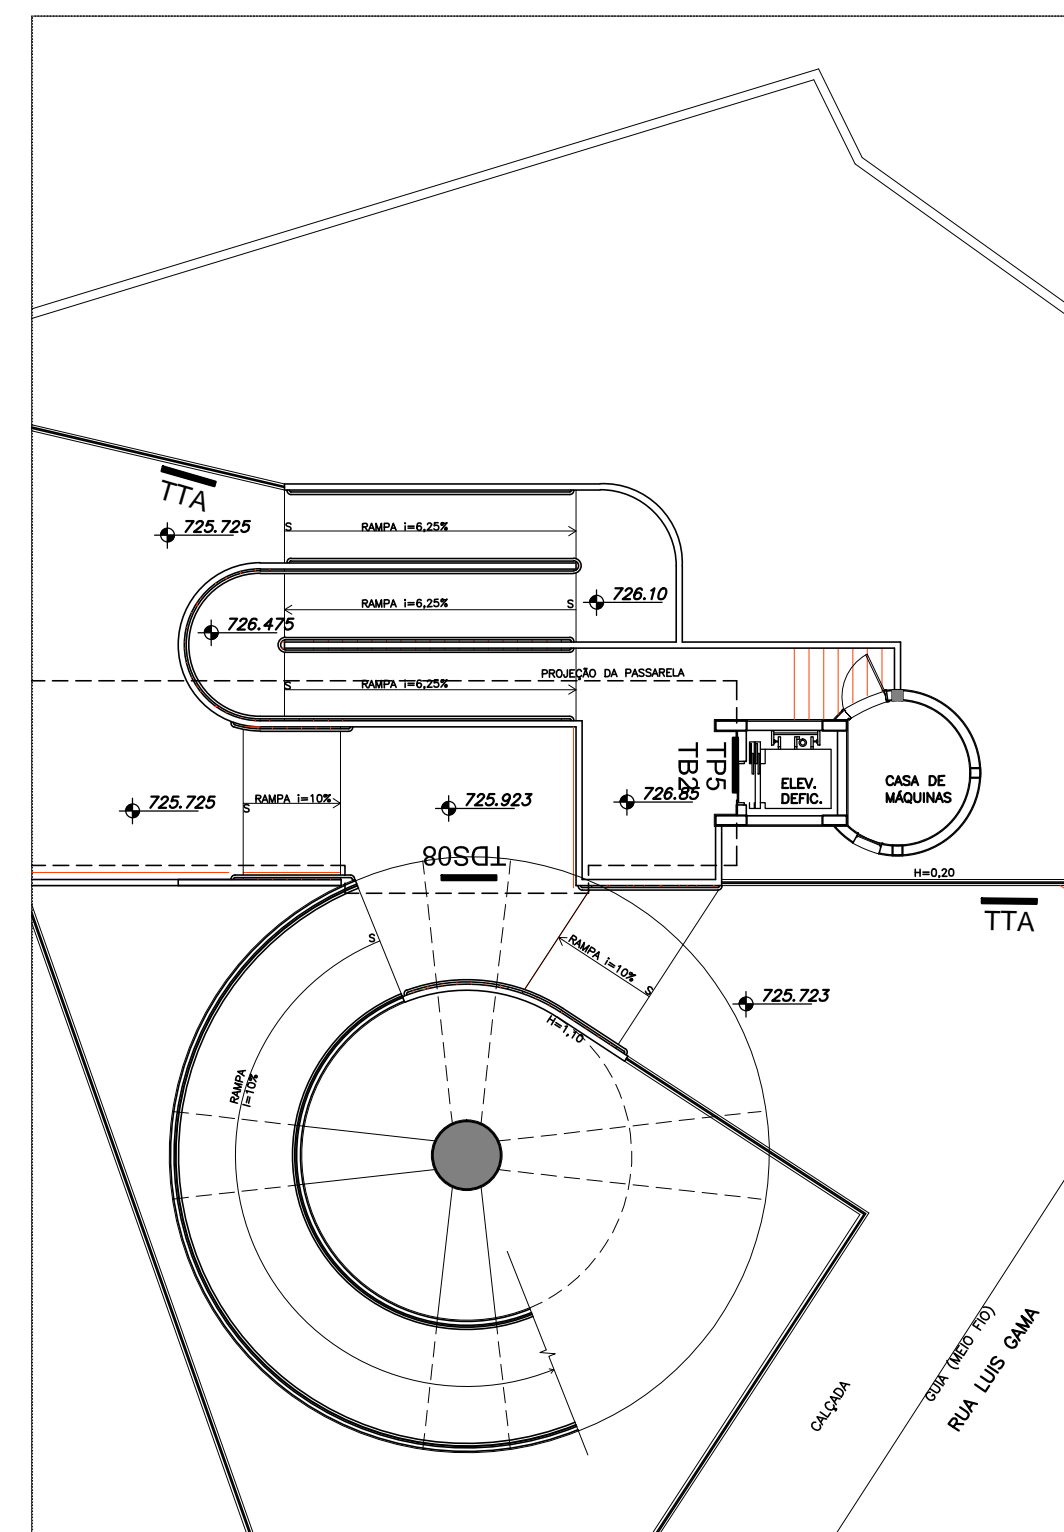 TTA
725.725
S
RAMPA i=6,25%
726.10
RAMPA i=6,25%
S
726.475
PROJEÇÃO DA PASSARELA
S
RAMPA i=6,25%
TP5
TB2
ELEV.
DEFIC.
CASA DE
MÁQUINAS
725.725
S
RAMPA i=10%
725.923
726.85
TDS08
H=0,20
TTA
S
RAMPA i=10%
S
725.723
H=1,10
RAMPA
i=10%
GUIA (MEIO FIO)
RUA LUIS GAMA
CALÇADA